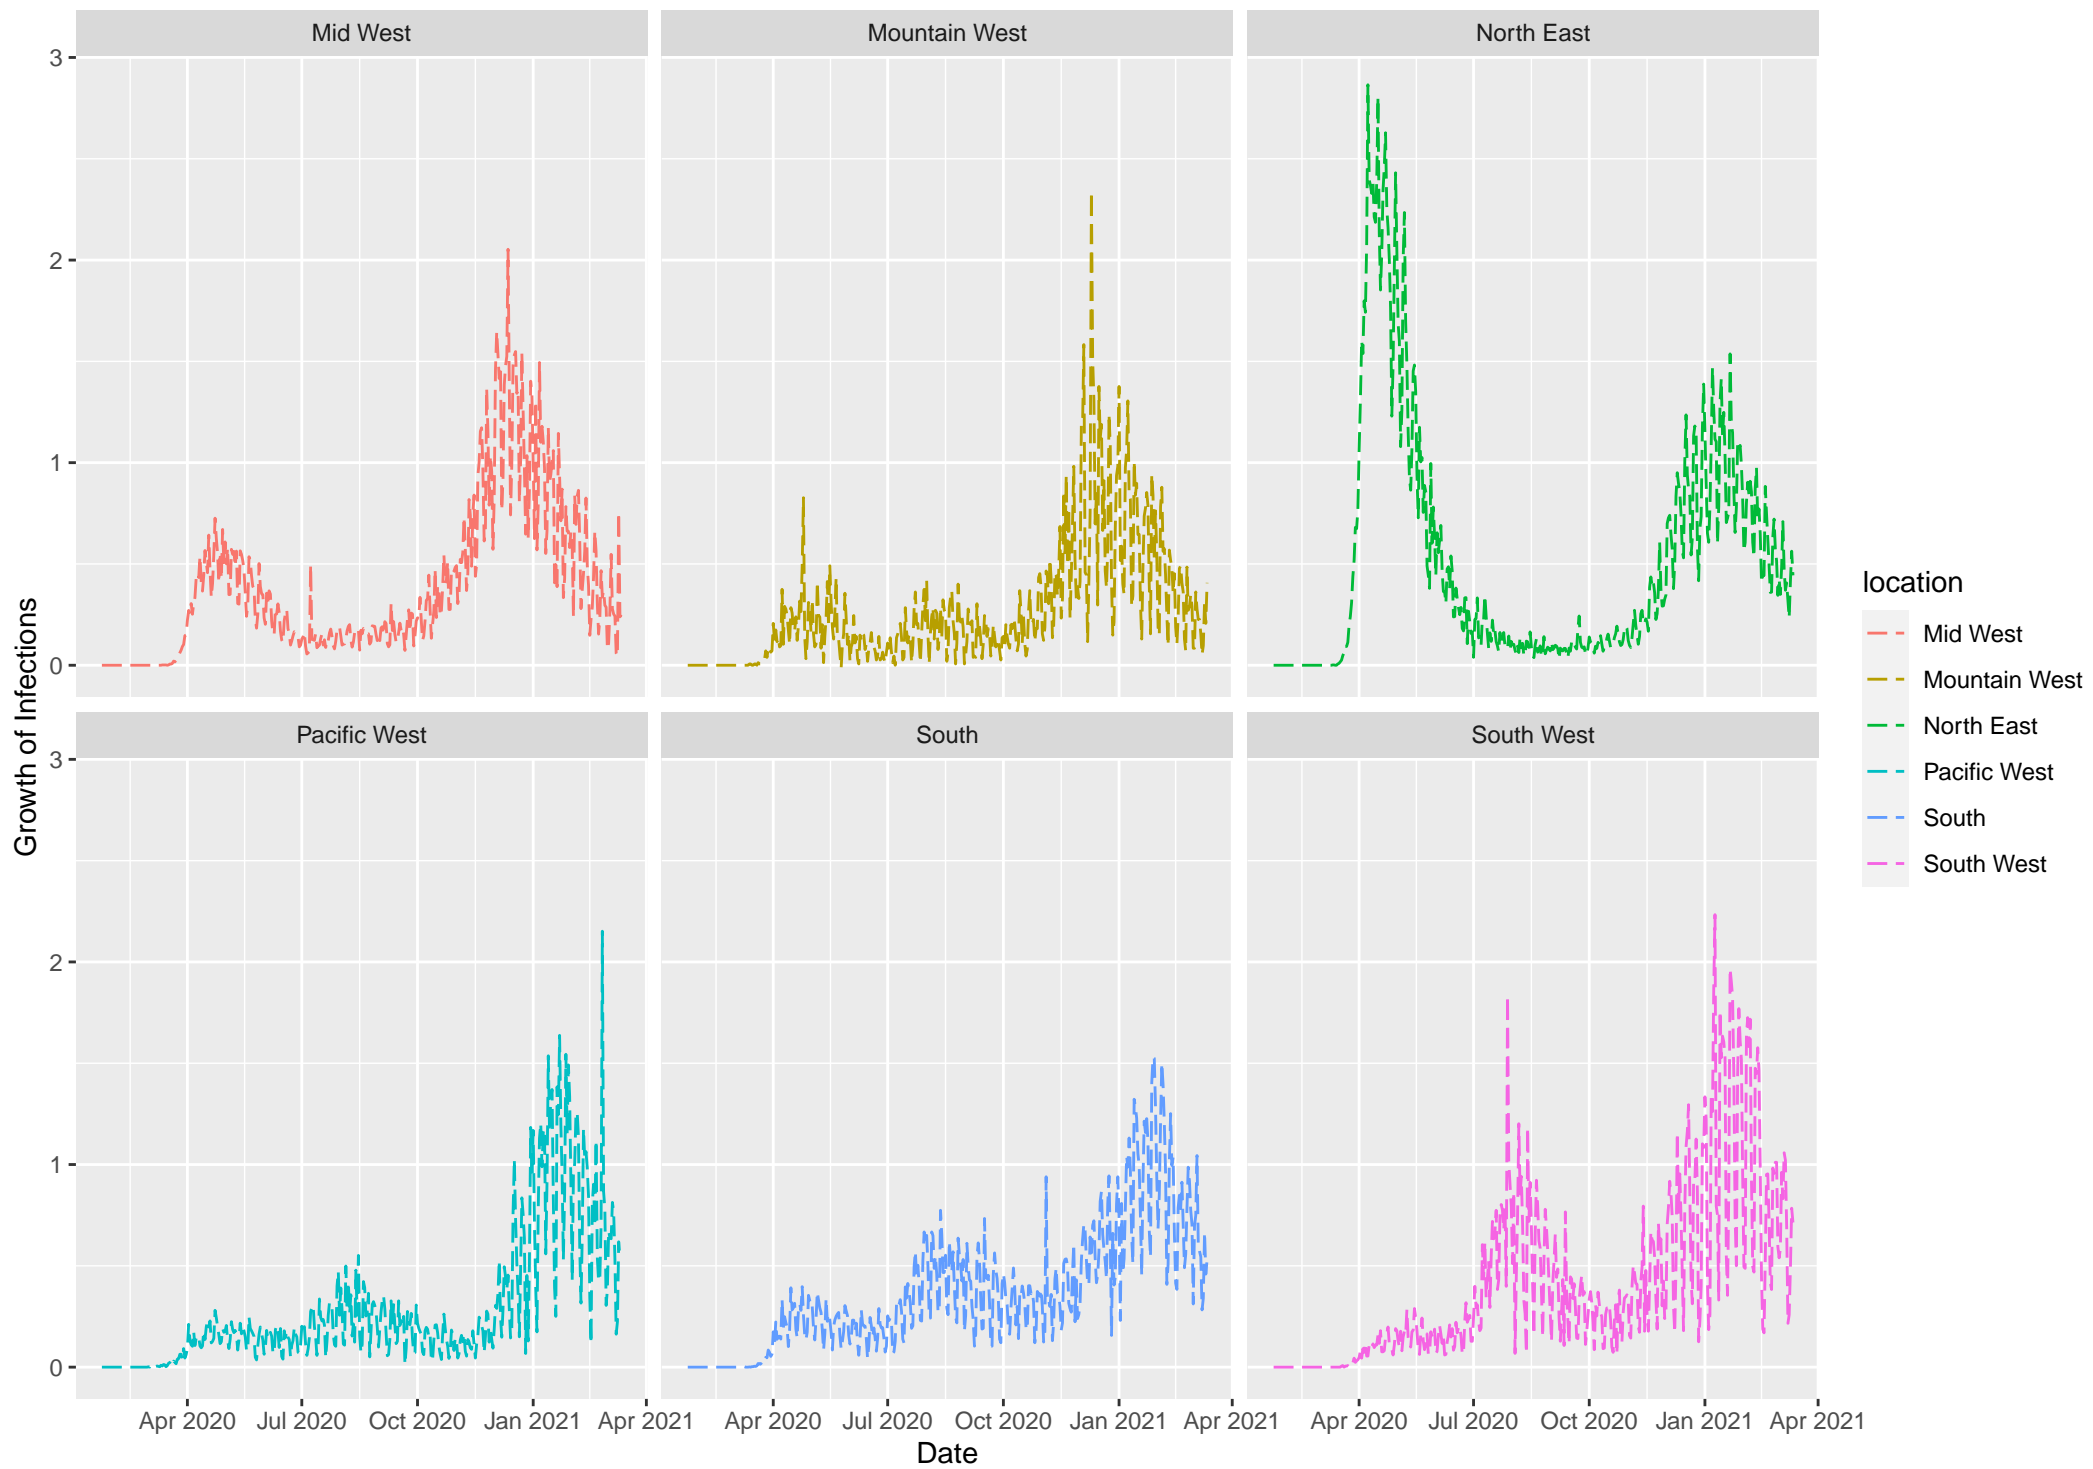 Mid West
Mountain West
North East
3
2
1
0
Pacific West
South
South West
3
2
1
0
Growth of Infections
Apr 2020 Jul 2020 Oct 2020 Jan 2021 Apr 2021
Apr 2020 Jul 2020 Oct 2020 Jan 2021 Apr 2021
Apr 2020 Jul 2020 Oct 2020 Jan 2021 Apr 2021
Date
location
Mid West
Mountain West
North East
Pacific West
South
South West